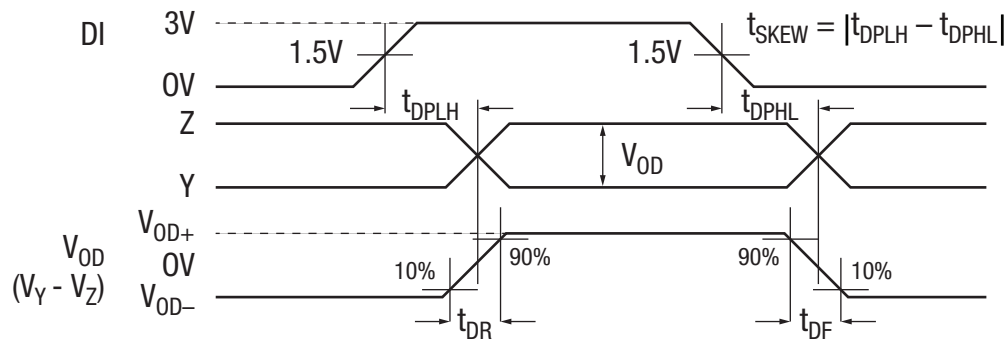 DI
3V
1.5V
0V
1.5V
tSKEW = |tDPLH – tDPHL|
tDPLH
tDPHL
Z
Y
VOD
VOD
(VY - VZ)
VOD+
0V
VOD–
10%
90%
90%
10%
tDR
tDF